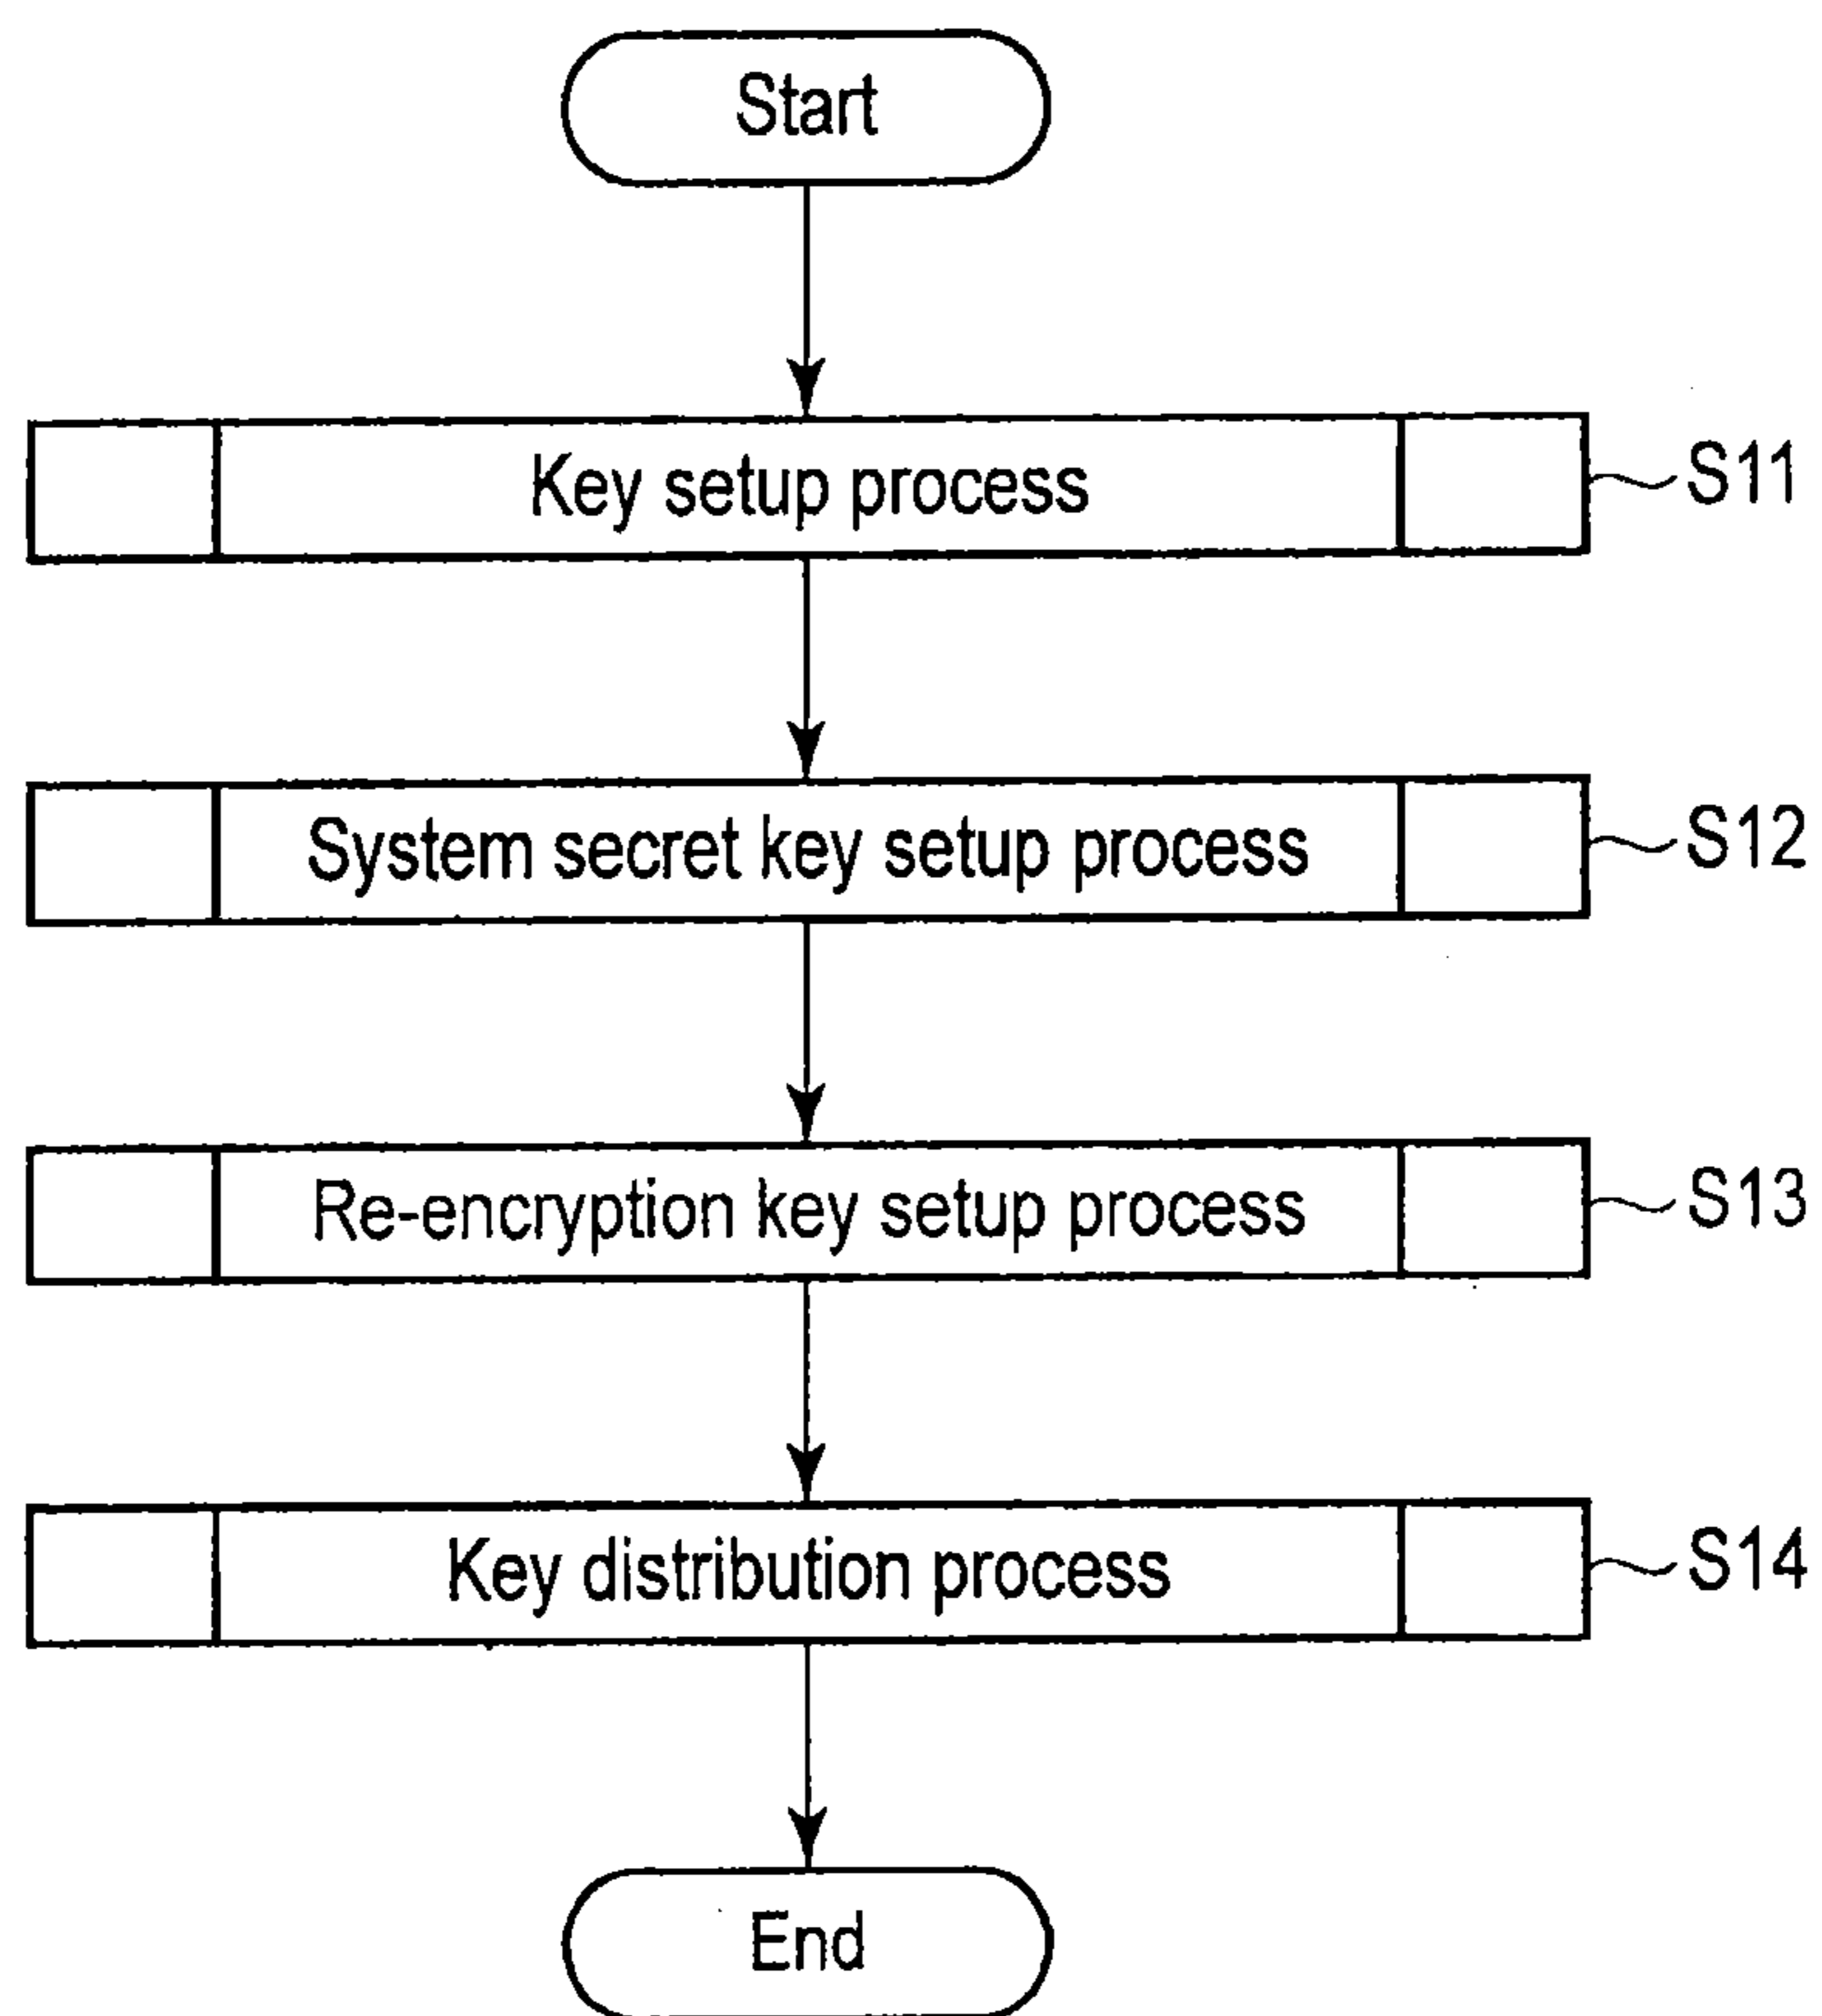 Start
Key setup process
S11
System secret key setup process
S12
Re-encryption key setup process
S13
Key distribution process
S14
End